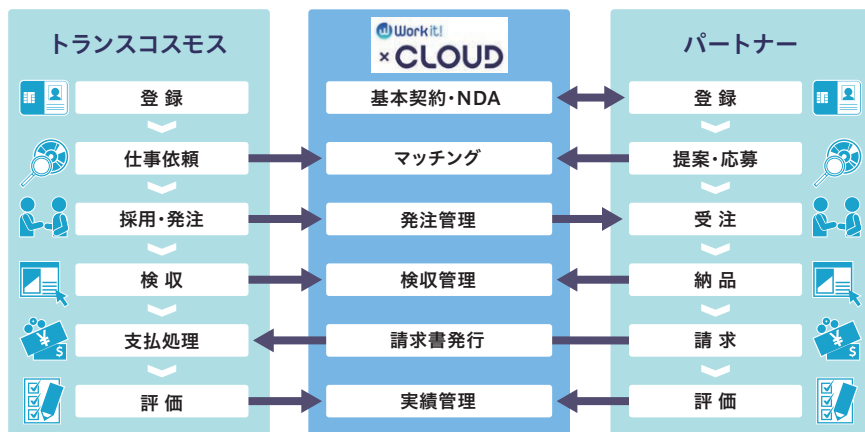 トランスコスモス
Workit!
× CLOUD
パートナー
登録
基本契約・NDA
登録
仕事依頼
マッチング
提案・応募
採用・発注
発注管理
受注
検収
検収管理
納品
支払処理
請求書発行
請求
評価
実績管理
評価
¥
$
¥
$